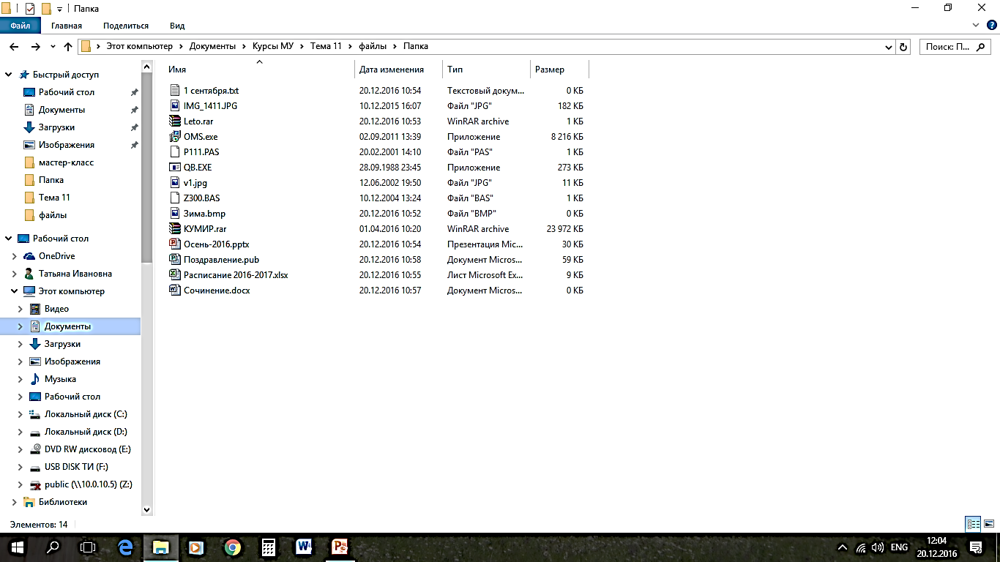 Папка
Файл Главная Поделиться Вид
Этот компьютер Документы Курсы МУ Тема 11 файлы Папка
Поиск: П...
Имя Дата изменения Тип Размер
1 сентября.txt 20.12.2016 10:54 Текстовый докум... 0 КБ
IMG_1411.JPG 10.12.2015 16:07 Файл "JPG" 182 КБ
Leto.rar 20.12.2016 10:53 WinRAR archive 1 КБ
OMS.exe 02.09.2011 13:39 Приложение 8 216 КБ
P111.PAS 20.02.2001 14:10 Файл "PAS" 1 КБ
QB.EXE 28.09.1988 23:45 Приложение 273 КБ
v1.jpg 12.06.2002 19:50 Файл "JPG" 11 КБ
Z300.BAS 10.12.2004 13:24 Файл "BAS" 1 КБ
Зима.bmp 20.12.2016 10:52 Файл "BMP" 0 КБ
КУМИР.rar 01.04.2016 10:20 WinRAR archive 23 972 КБ
Осень-2016.pptx 20.12.2016 10:54 Презентация Mic... 30 КБ
Поздравление.pub 20.12.2016 10:58 Документ Micros... 59 КБ
Расписание 2016-2017.xlsx 20.12.2016 10:55 Лист Microsoft Ex... 9 КБ
Сочинение.docx 20.12.2016 10:57 Документ Micros... 0 КБ
Быстрый доступ
Рабочий стол
Документы
Загрузки
Изображения
мастер-класс
Папка
Тема 11
файлы
Рабочий стол
OneDrive
Татьяна Ивановна
Этот компьютер
Видео
Документы
Загрузки
Изображения
Музыка
Рабочий стол
Локальный диск (C:)
Локальный диск (D:)
DVD RW дисковод (E:)
USB DISK ТИ (F:)
public (\\10.0.10.5) (Z:)
Библиотеки
Элементов: 14
ENG
12:04
20.12.2016